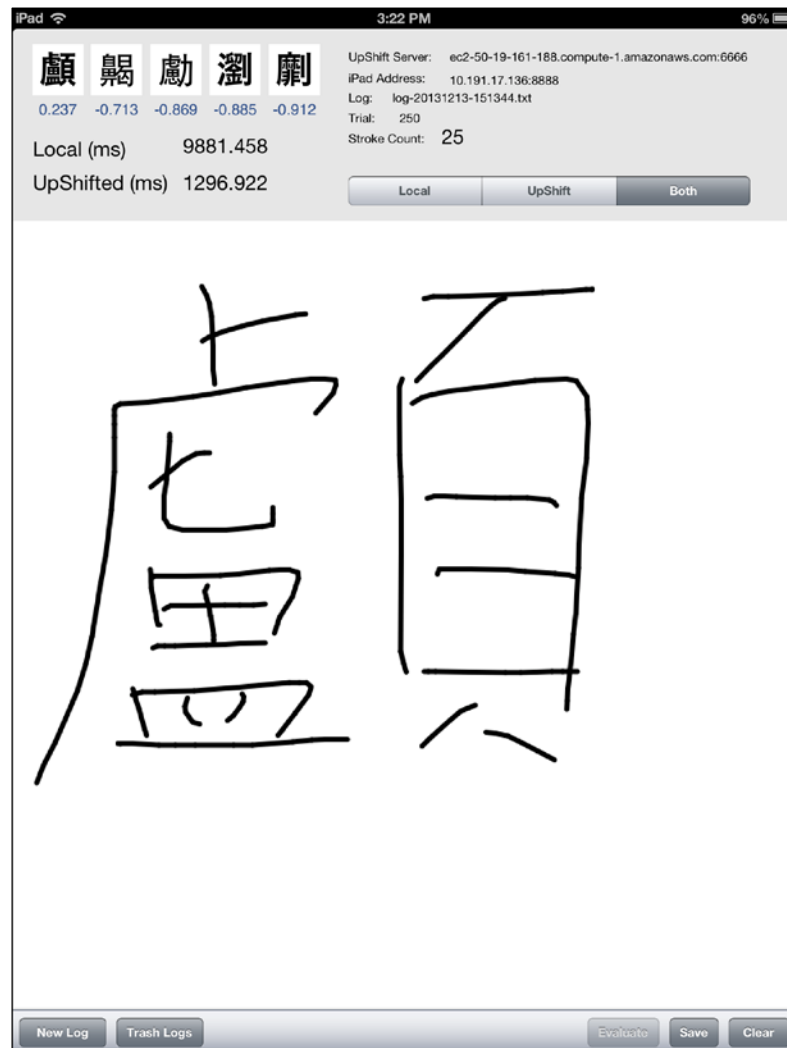 iPad 3:22 PM 96%
顱 齃 勴 瀏 劘
0.237 -0.713 -0.869 -0.885 -0.912
Local (ms) 9881.458
UpShifted (ms) 1296.922
UpShift Server: ec2-50-19-161-188.compute-1.amazonaws.com:6666
iPad Address: 10.191.17.136:8888
Log: log-20131213-151344.txt
Trial: 250
Stroke Count: 25
Local UpShift Both
顱
New Log Trash Logs Evaluate Save Clear